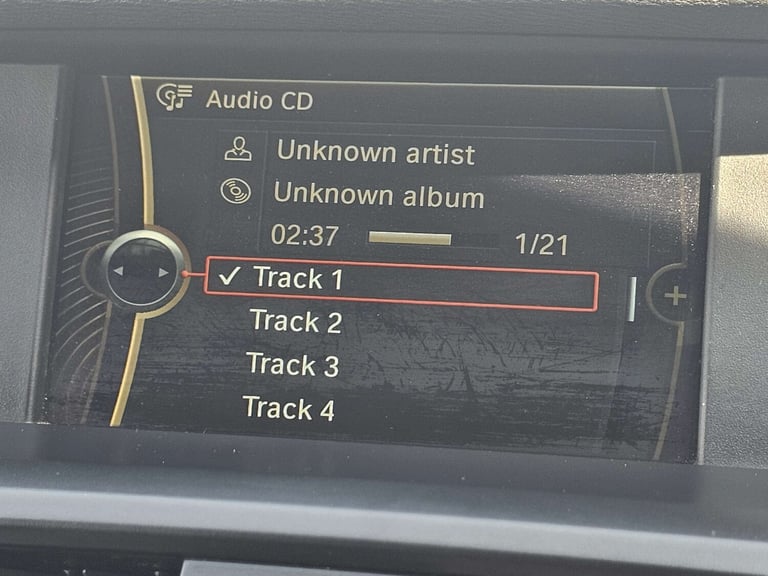 Audio CD
Unknown artist
Unknown album
02:37 1/21
✓ Track 1
Track 2
Track 3
Track 4